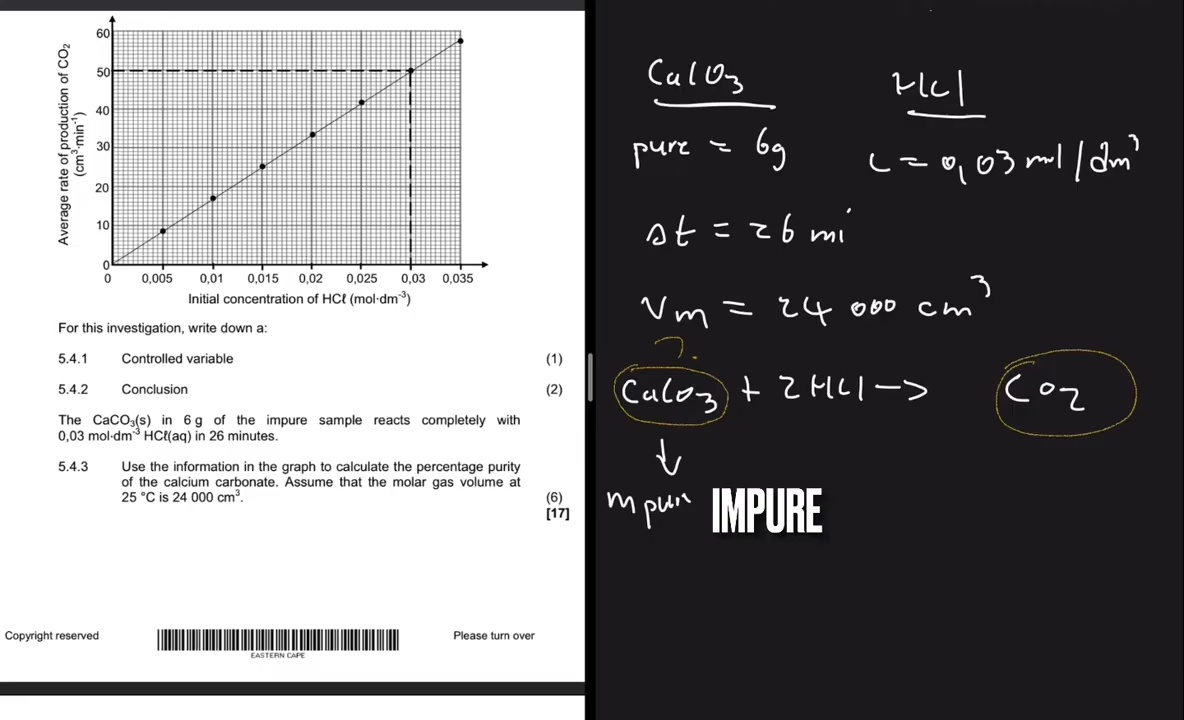 60
50
40
30
20
10
0
Average rate of production of CO₂
(cm³·min⁻¹)
0 0,005 0,01 0,015 0,02 0,025 0,03 0,035
Initial concentration of HCℓ (mol·dm⁻³)
For this investigation, write down a:
5.4.1 Controlled variable (1)
5.4.2 Conclusion (2)
The CaCO₃(s) in 6 g of the impure sample reacts completely with
0,03 mol·dm⁻³ HCℓ(aq) in 26 minutes.
5.4.3 Use the information in the graph to calculate the percentage purity
of the calcium carbonate. Assume that the molar gas volume at
25 °C is 24 000 cm³. (6)
[17]
Copyright reserved
EASTERN CAPE
Please turn over
CaCO₃ HCl
pure = 6g c = 0,03 mol/dm³
Δt = 26 mi
Vm = 24 000 cm³
?
CaCO₃ + 2HCl → CO₂
↓
m pure
IMPURE